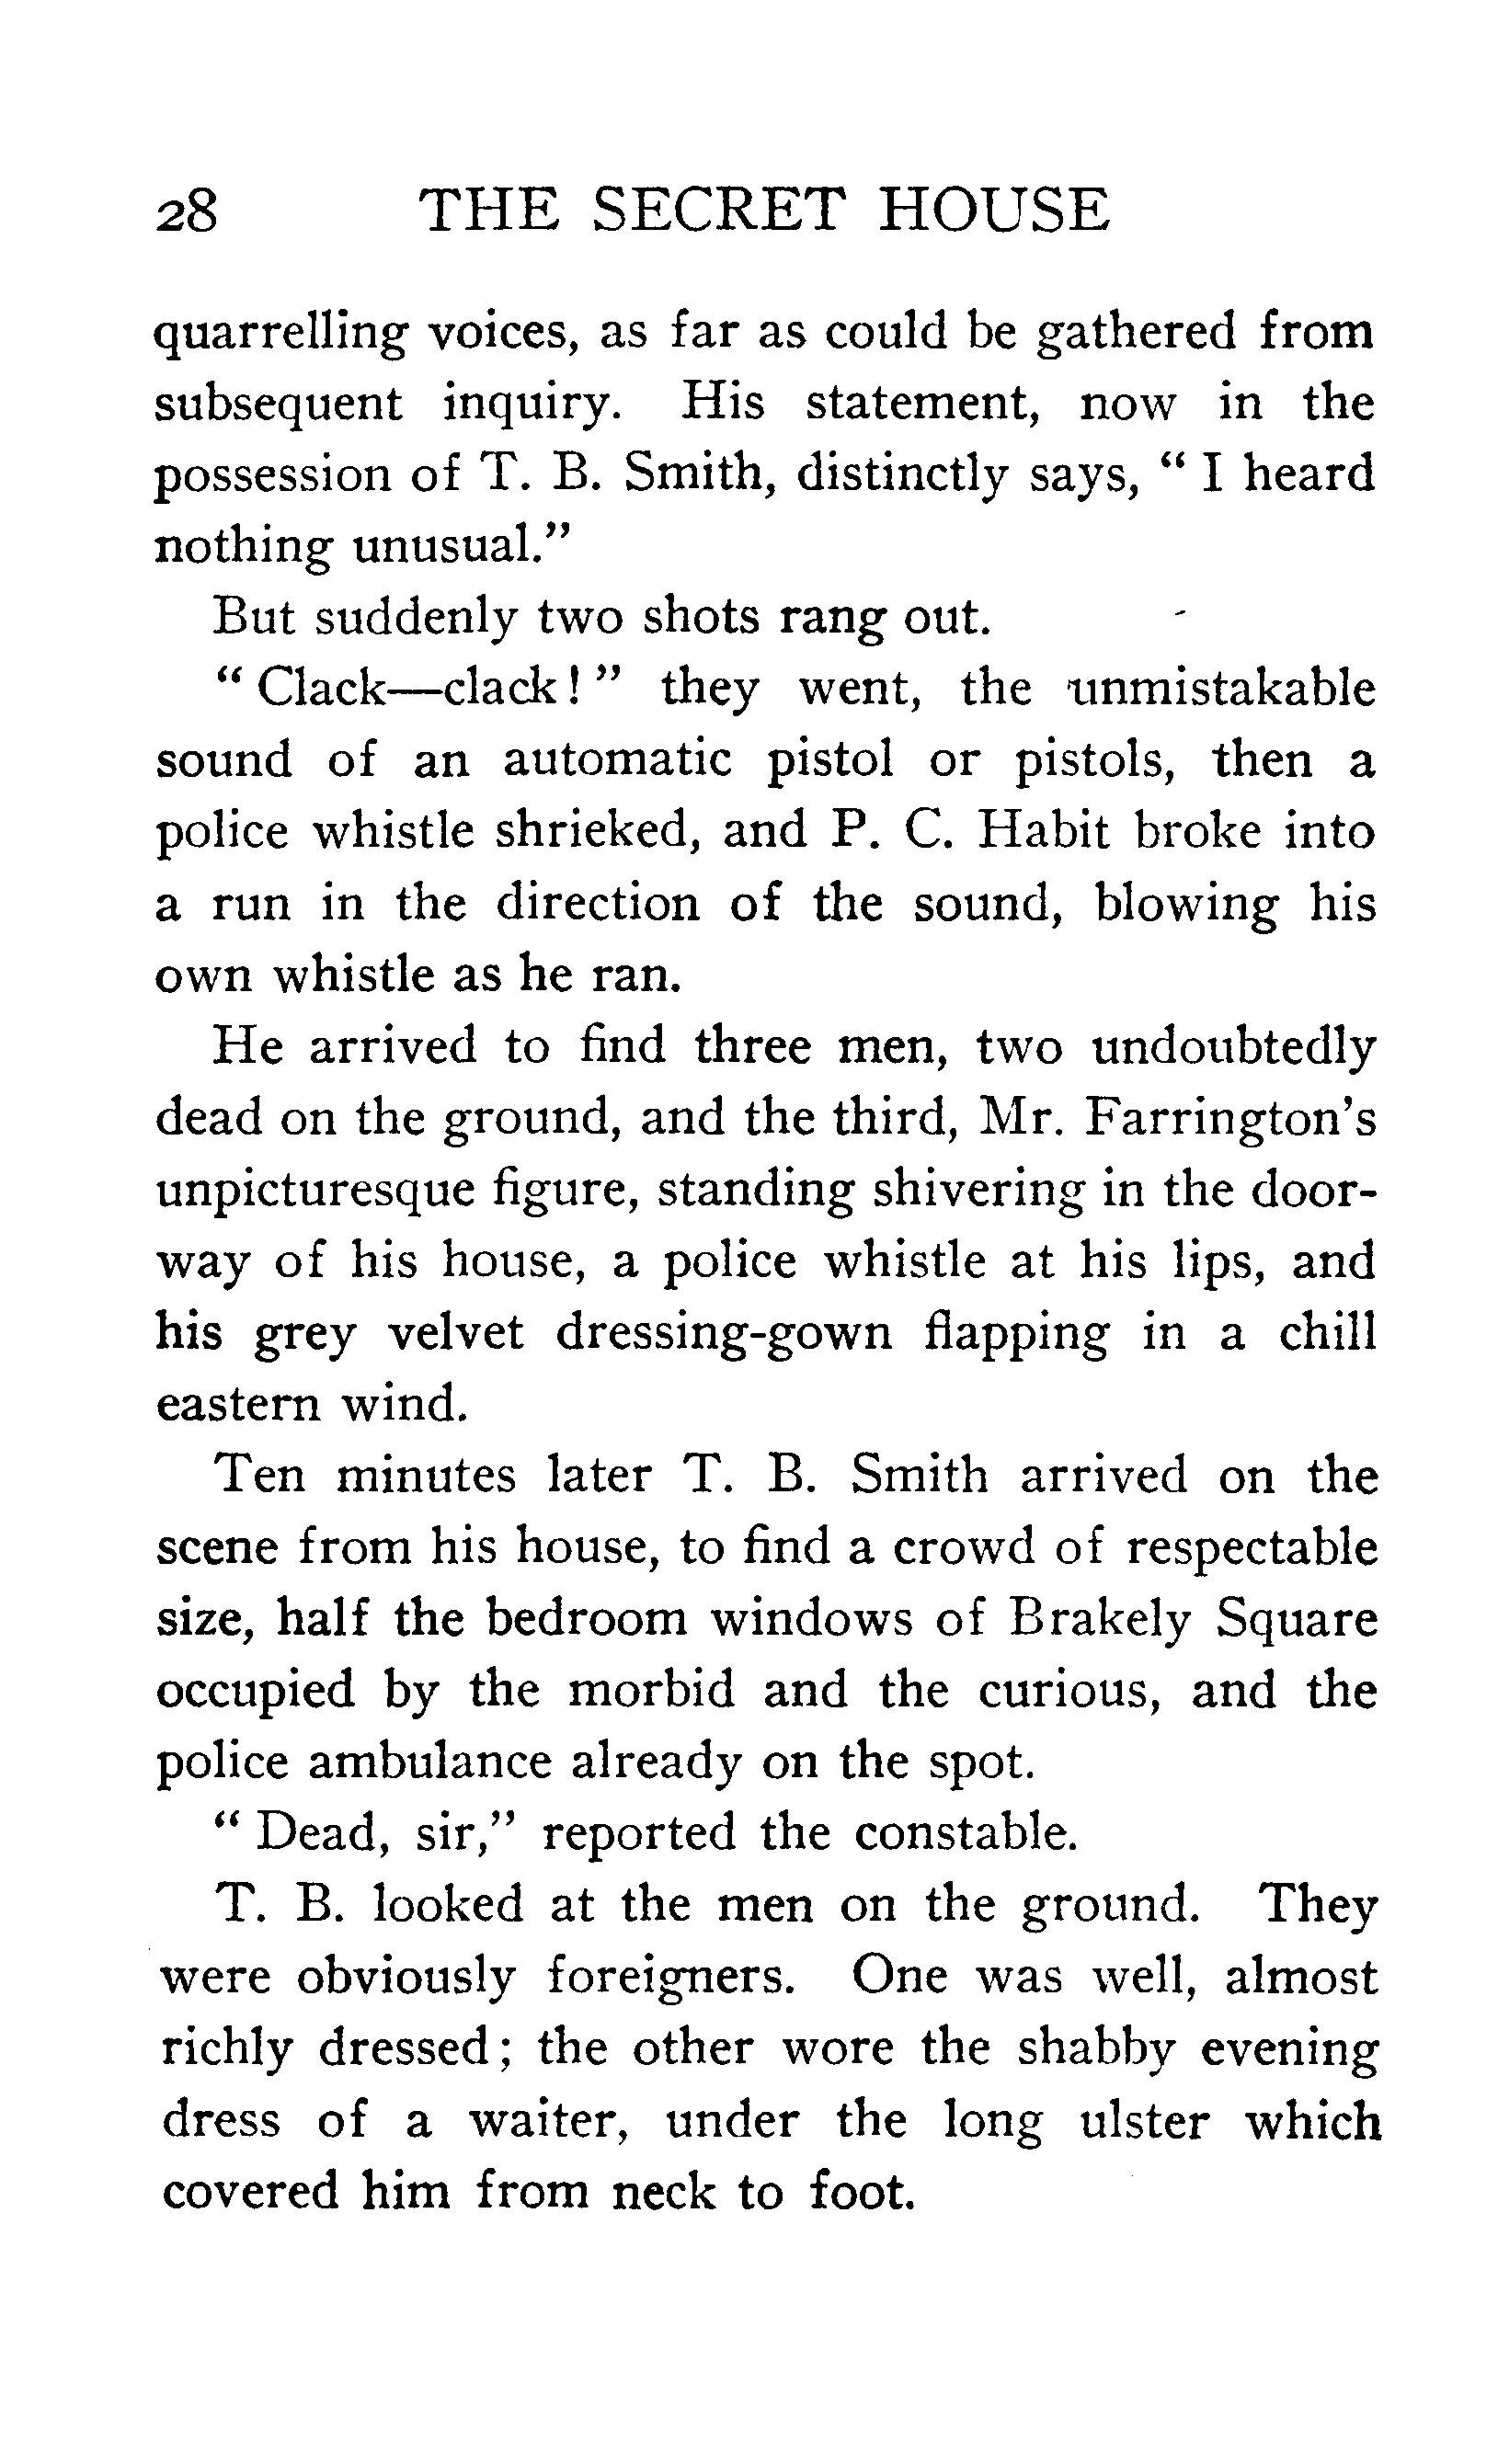 28 THE SECRET HOUSE
quarrelling voices, as far as could be gathered from
subsequent inquiry. His statement, now in the
possession of T. B. Smith, distinctly says, “ I heard
nothing unusual.”
But suddenly two shots rang out.
“ Clack—clack! ” they went, the unmistakable
sound of an automatic pistol or pistols, then a
police whistle shrieked, and P. C. Habit broke into
a run in the direction of the sound, blowing his
own whistle as he ran.
He arrived to find three men, two undoubtedly
dead on the ground, and the third, Mr. Farrington’s
unpicturesque figure, standing shivering in the door-
way of his house, a police whistle at his lips, and
his grey velvet dressing-gown flapping in a chill
eastern wind.
Ten minutes later T. B. Smith arrived on the
scene from his house, to find a crowd of respectable
size, half the bedroom windows of Brakely Square
occupied by the morbid and the curious, and the
police ambulance already on the spot.
“ Dead, sir,” reported the constable.
T. B. looked at the men on the ground. They
were obviously foreigners. One was well, almost
richly dressed; the other wore the shabby evening
dress of a waiter, under the long ulster which
covered him from neck to foot.